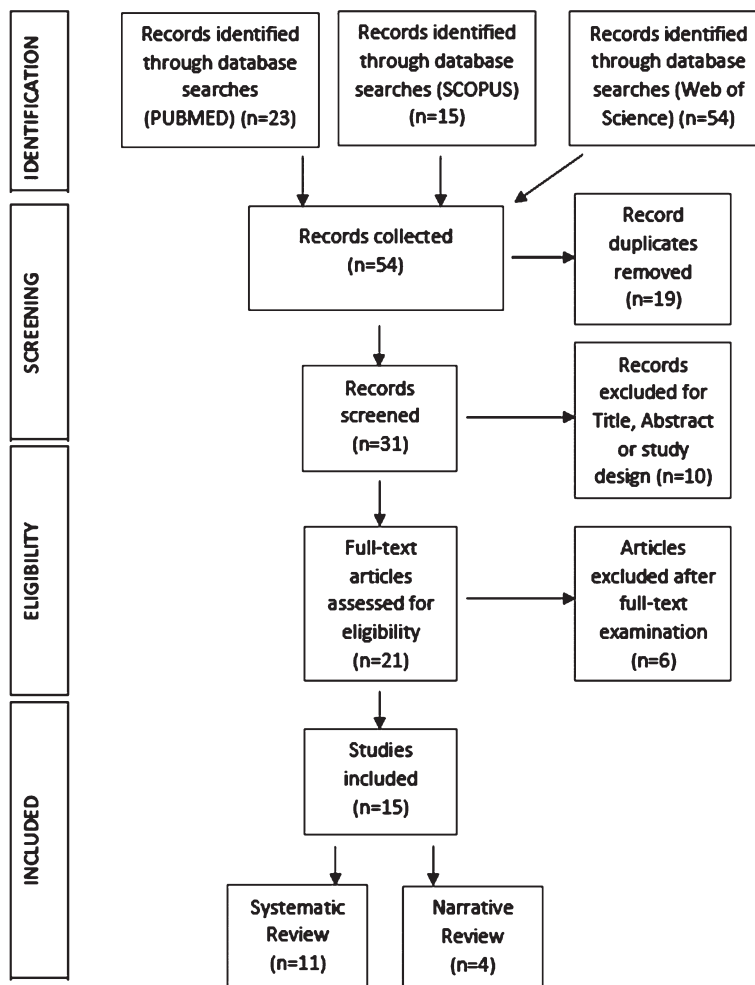 IDENTIFICATION
Records identified
through database
searches
(PUBMED) (n=23)
Records identified
through database
searches (SCOPUS)
(n=15)
Records identified
through database
searches (Web of
Science) (n=54)
SCREENING
Records collected
(n=54)
Record
duplicates
removed
(n=19)
Records
screened
(n=31)
Records
excluded for
Title, Abstract
or study
design (n=10)
ELIGIBILITY
Full-text
articles
assessed for
eligibility
(n=21)
Articles
excluded after
full-text
examination
(n=6)
INCLUDED
Studies
included
(n=15)
Systematic
Review
(n=11)
Narrative
Review
(n=4)